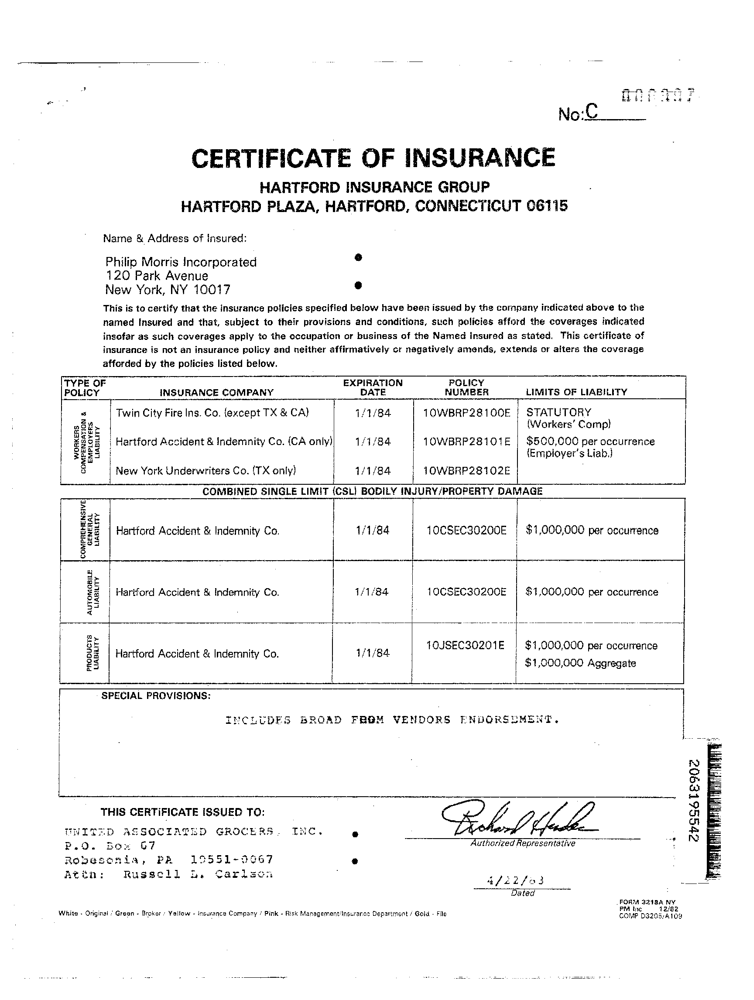 No: C
CERTIFICATE OF INSURANCE
HARTFORD INSURANCE GROUP
HARTFORD PLAZA, HARTFORD, CONNECTICUT 06115
Name & Address of Insured:
Philip Morris Incorporated
120 Park Avenue
New York, NY 10017
This is to certify that the insurance policies specified below have been issued by the company indicated above to the
named Insured and that, subject to their provisions and conditions, such policies afford the coverages indicated
insofar as such coverages apply to the occupation or business of the Named Insured as stated. This certificate of
insurance is not an insurance policy and neither affirmatively or negatively amends, extends or alters the coverage
afforded by the policies listed below.
TYPE OF POLICY INSURANCE COMPANY EXPIRATION DATE POLICY NUMBER LIMITS OF LIABILITY
WORKERS COMPENSATION & EMPLOYERS LIABILITY
Twin City Fire Ins. Co. (except TX & CA) 1/1/84 10WBRP28100E STATUTORY
(Workers' Comp)
Hartford Accident & Indemnity Co. (CA only) 1/1/84 10WBRP28101E $500,000 per occurrence
(Employer's Liab.)
New York Underwriters Co. (TX only) 1/1/84 10WBRP28102E
COMBINED SINGLE LIMIT (CSL) BODILY INJURY/PROPERTY DAMAGE
COMPREHENSIVE GENERAL LIABILITY
Hartford Accident & Indemnity Co. 1/1/84 10CSEC30200E $1,000,000 per occurrence
AUTOMOBILE LIABILITY
Hartford Accident & Indemnity Co. 1/1/84 10CSEC30200E $1,000,000 per occurrence
PRODUCTS LIABILITY
Hartford Accident & Indemnity Co. 1/1/84 10JSEC30201E $1,000,000 per occurrence
$1,000,000 Aggregate
SPECIAL PROVISIONS:
INCLUDES BROAD FROM VENDORS ENDORSEMENT.
2063195542
THIS CERTIFICATE ISSUED TO:
UNITED ASSOCIATED GROCERS, INC.
P.O. Box 67
Robesonia, PA 19551-0067
Attn: Russell L. Carlson
Authorized Representative
Dated
FORM 3218A NY
PM Inc 12/82
COMP D3205/A109
White - Original / Green - Broker / Yellow - Insurance Company / Pink - Risk Management/Insurance Department / Gold - File